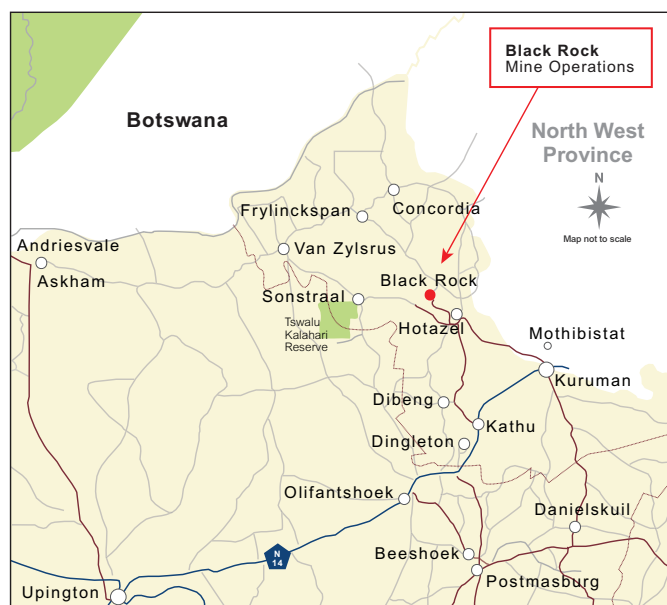 Black Rock
Mine Operations
Botswana
North West
Province
N
Map not to scale
Concordia
Frylinckspan
Van Zylsrus
Andriesvale
Askham
Black Rock
Sonstraal
Hotazel
Tswalu
Kalahari
Reserve
Mothibistat
Kuruman
Dibeng
Kathu
Dingleton
Olifantshoek
Danielskuil
N
14
Beeshoek
Postmasburg
Upington